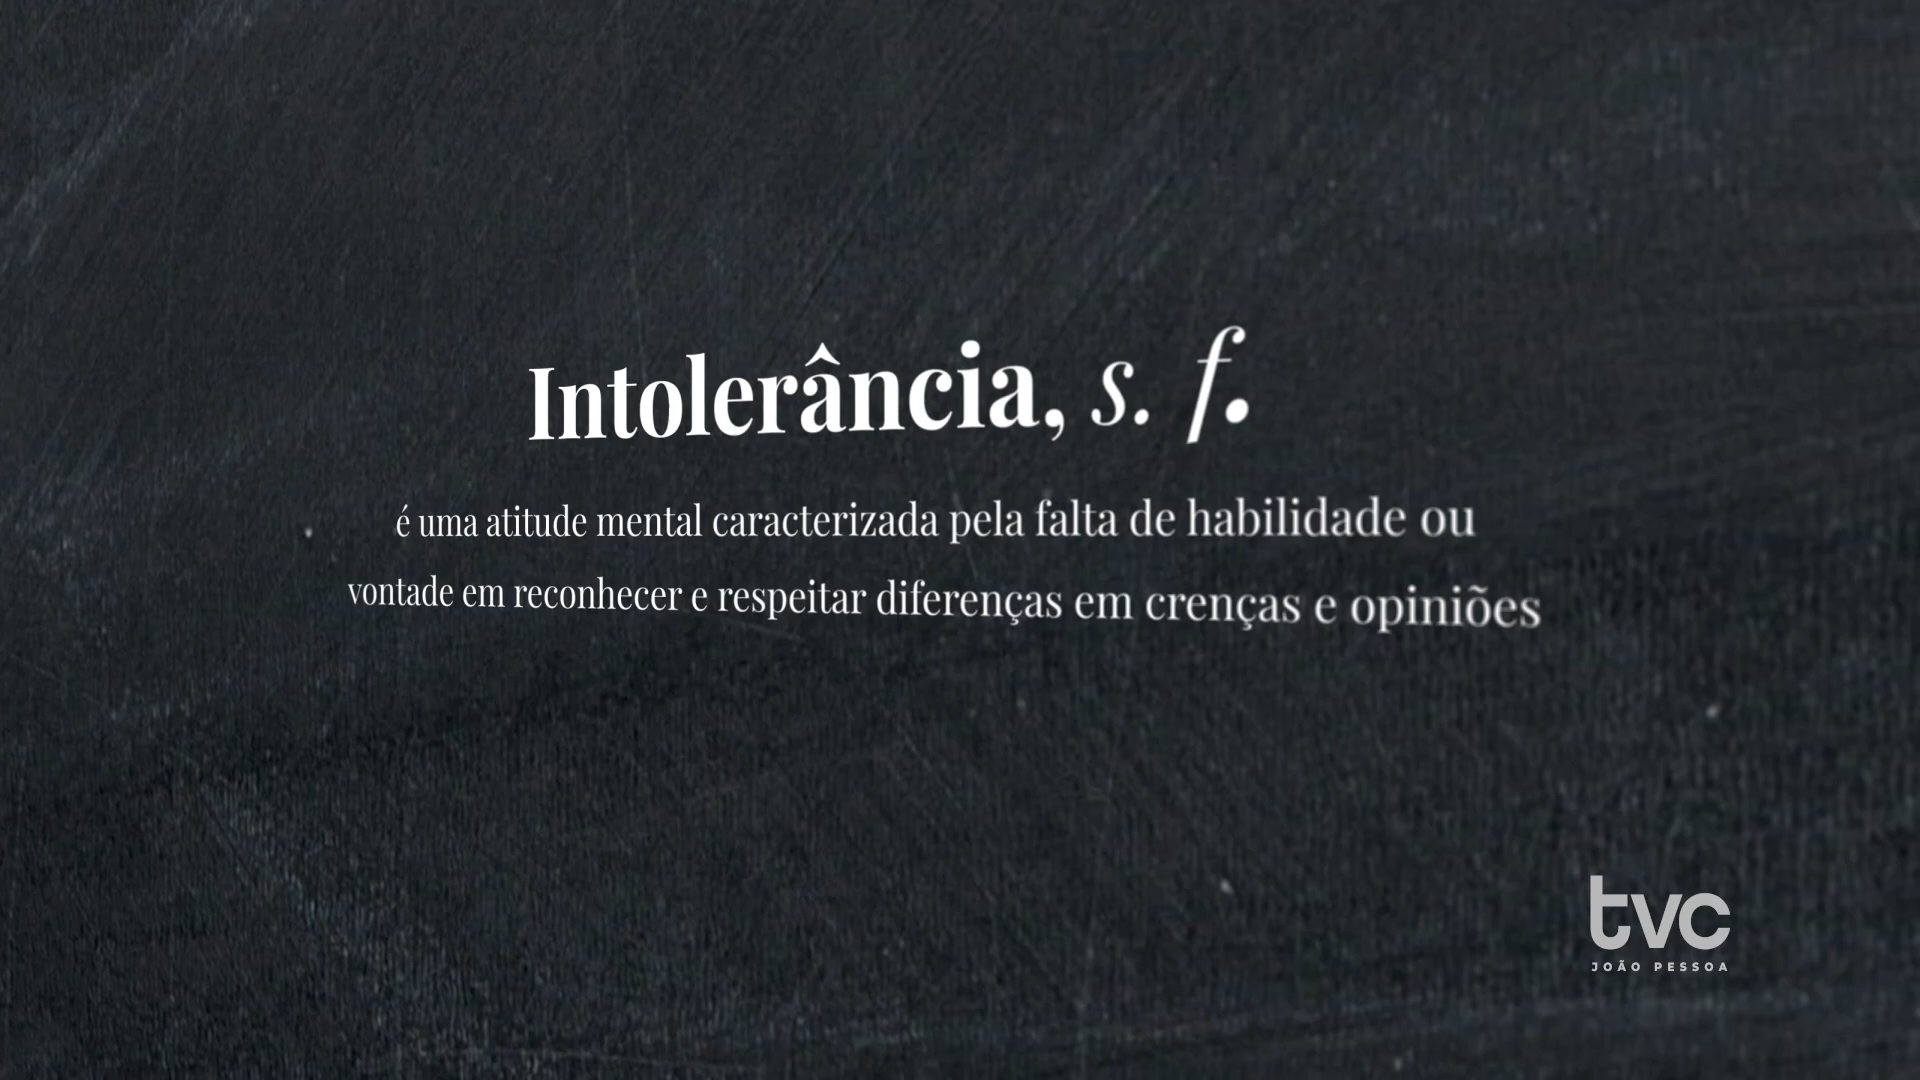 Intolerância, s. f.
é uma atitude mental caracterizada pela falta de habilidade ou
vontade em reconhecer e respeitar diferenças em crenças e opiniões
tvc
JOÃO PESSOA